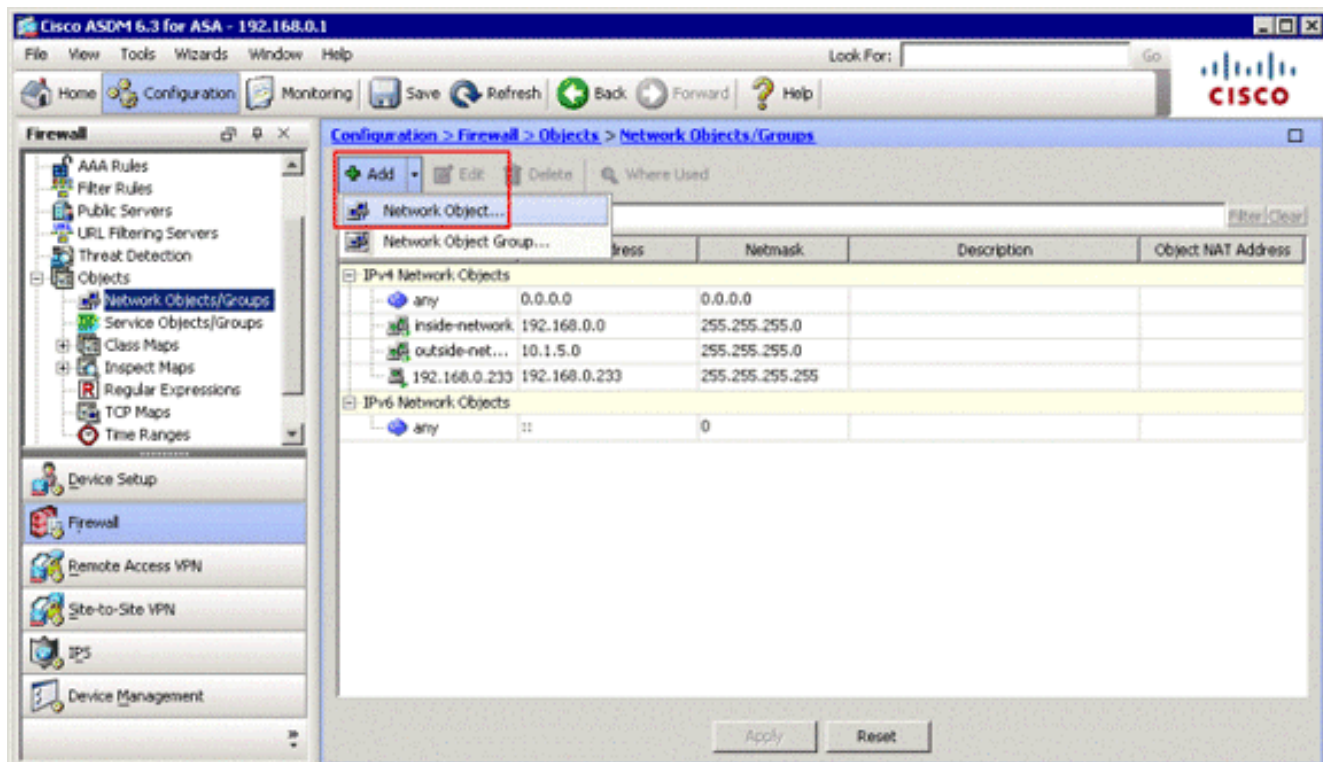 Cisco ASDM 6.3 for ASA - 192.168.0.1
File View Tools Wizards Window Help Look For: Go
Home Configuration Monitoring Save Refresh Back Forward Help
CISCO
Firewall
AAA Rules
Filter Rules
Public Servers
URL Filtering Servers
Threat Detection
Objects
Network Objects/Groups
Service Objects/Groups
Class Maps
Inspect Maps
Regular Expressions
TCP Maps
Time Ranges
Device Setup
Firewall
Remote Access VPN
Site-to-Site VPN
IPS
Device Management
Configuration > Firewall > Objects > Network Objects/Groups
Add Edit Delete Where Used
Network Object...
Network Object Group...
Filter Clear
dress Netmask Description Object NAT Address
IPv4 Network Objects
any 0.0.0.0 0.0.0.0
inside-network 192.168.0.0 255.255.255.0
outside-net... 10.1.5.0 255.255.255.0
192.168.0.233 192.168.0.233 255.255.255.255
IPv6 Network Objects
any :: 0
Apply Reset